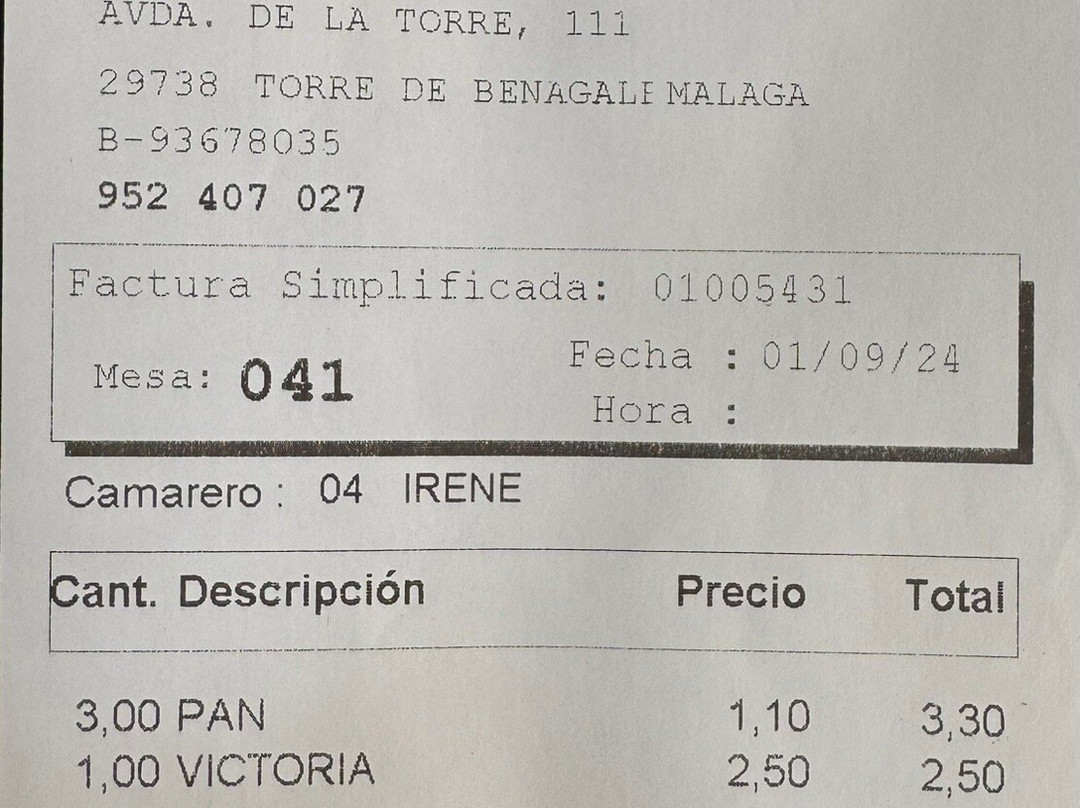 AVDA. DE LA TORRE, 111
29738 TORRE DE BENAGALE MALAGA
B-93678035
952 407 027
Factura Simplificada: 01005431
Mesa: 041
Fecha : 01/09/24
Hora :
Camarero : 04 IRENE
Cant. Descripción Precio Total
3,00 PAN 1,10 3,30
1,00 VICTORIA 2,50 2,50